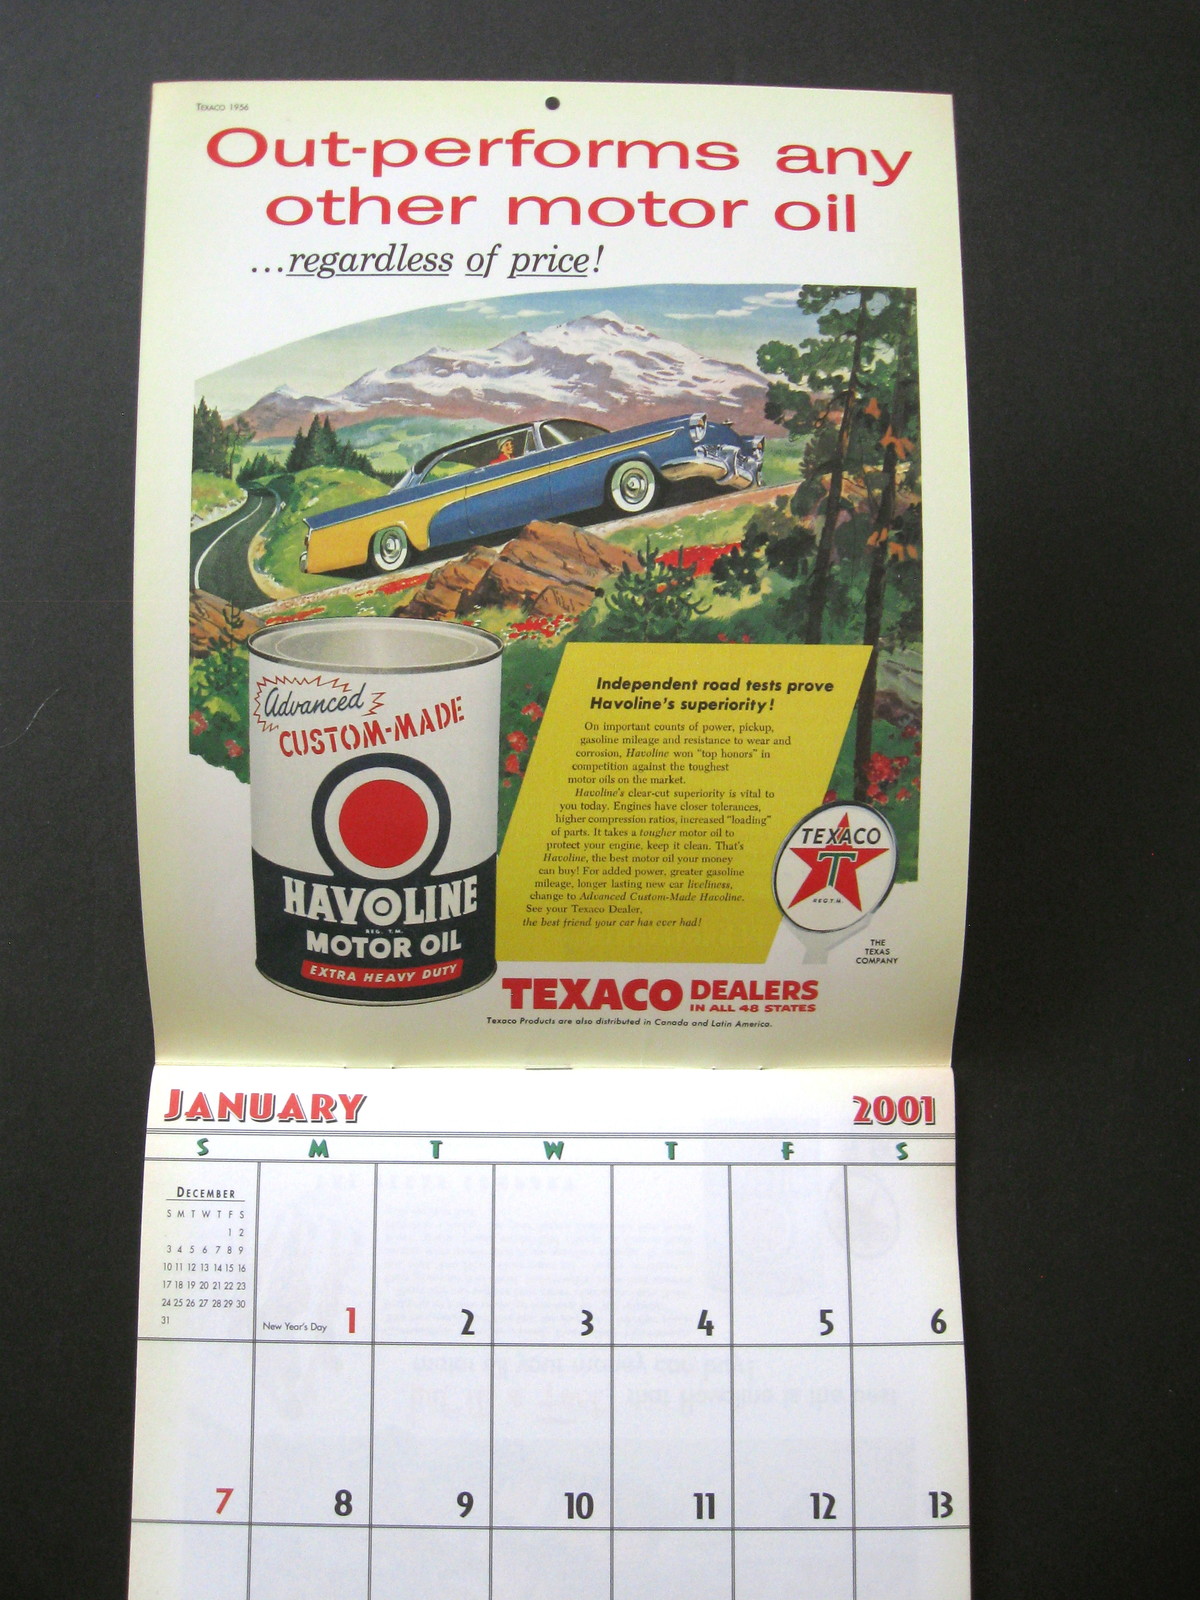 TEXACO 1956
Out-performs any
other motor oil
...regardless of price!
Advanced
CUSTOM-MADE
HAVOLINE
REG. T.M.
MOTOR OIL
EXTRA HEAVY DUTY
Independent road tests prove
Havoline's superiority!
On important counts of power, pickup,
gasoline mileage and resistance to wear and
corrosion, Havoline won "top honors" in
competition against the toughest
motor oils on the market.
Havoline's clear-cut superiority is vital to
you today. Engines have closer tolerances,
higher compression ratios, increased "loading"
of parts. It takes a tougher motor oil to
protect your engine, keep it clean. That's
Havoline, the best motor oil your money
can buy! For added power, greater gasoline
mileage, longer lasting new car liveliness,
change to Advanced Custom-Made Havoline.
See your Texaco Dealer,
the best friend your car has ever had!
TEXACO
T
REG T.M.
THE
TEXAS
COMPANY
TEXACO DEALERS
IN ALL 48 STATES
Texaco Products are also distributed in Canada and Latin America.
JANUARY 2001
S M T W T F S
DECEMBER
S M T W T F S
1 2
3 4 5 6 7 8 9
10 11 12 13 14 15 16
17 18 19 20 21 22 23
24 25 26 27 28 29 30
31
New Year's Day 1 2 3 4 5 6
7 8 9 10 11 12 13